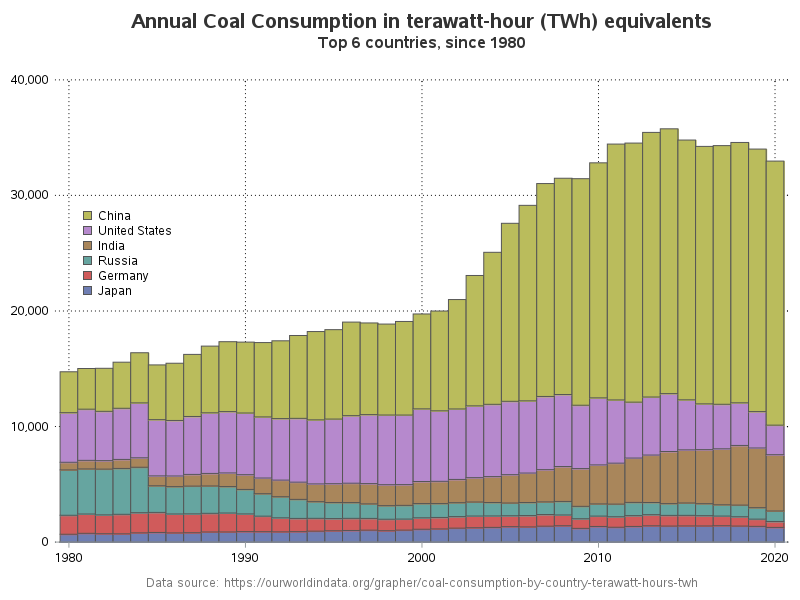 Annual Coal Consumption in terawatt-hour (TWh) equivalents
Top 6 countries, since 1980
40,000
30,000
20,000
10,000
0
China
United States
India
Russia
Germany
Japan
1980 1990 2000 2010 2020
Data source: https://ourworldindata.org/grapher/coal-consumption-by-country-terawatt-hours-twh